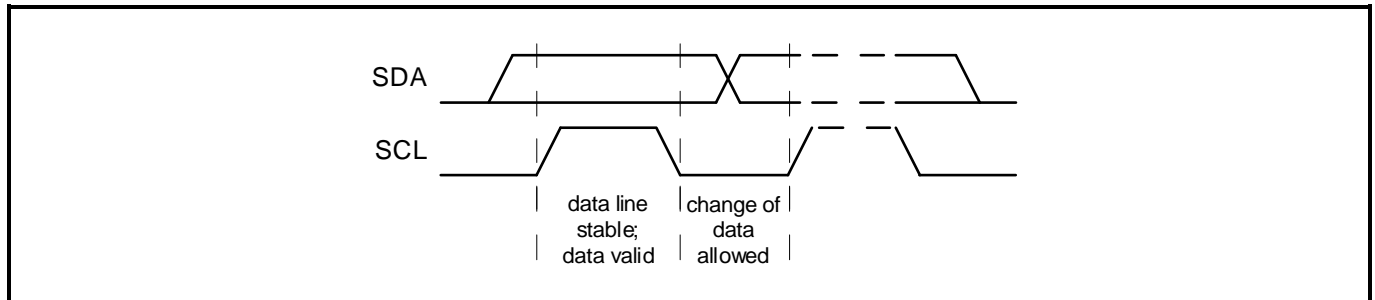 SDA
SCL
data line
stable;
data valid
change of
data
allowed